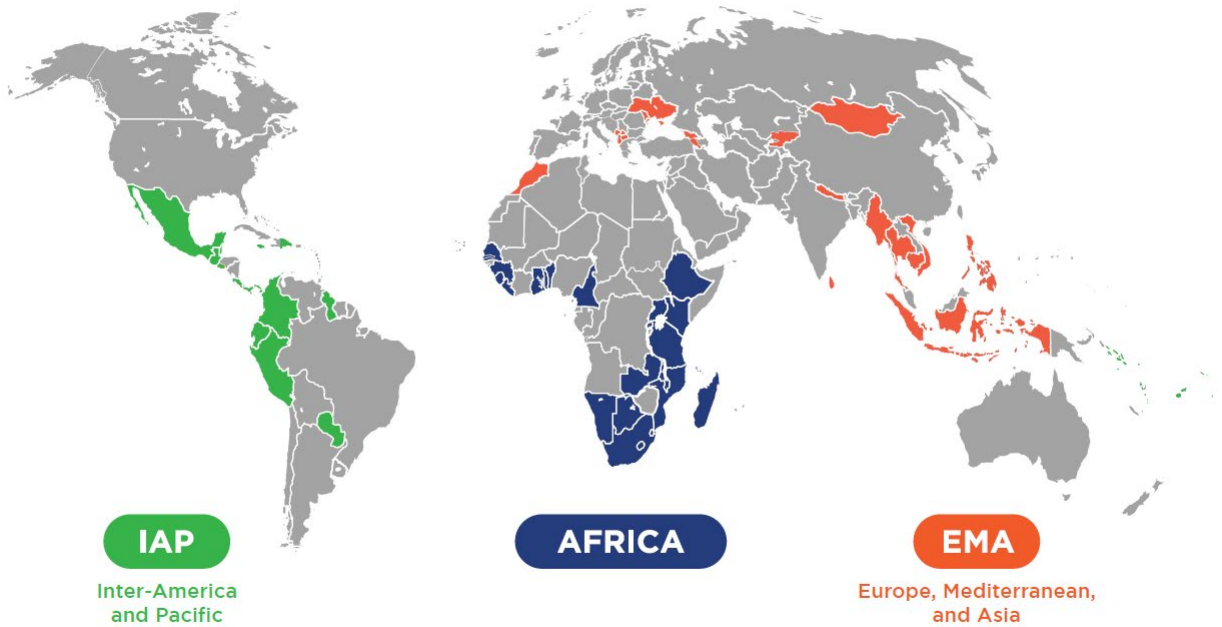 IAP
Inter-America
and Pacific
AFRICA
EMA
Europe, Mediterranean,
and Asia